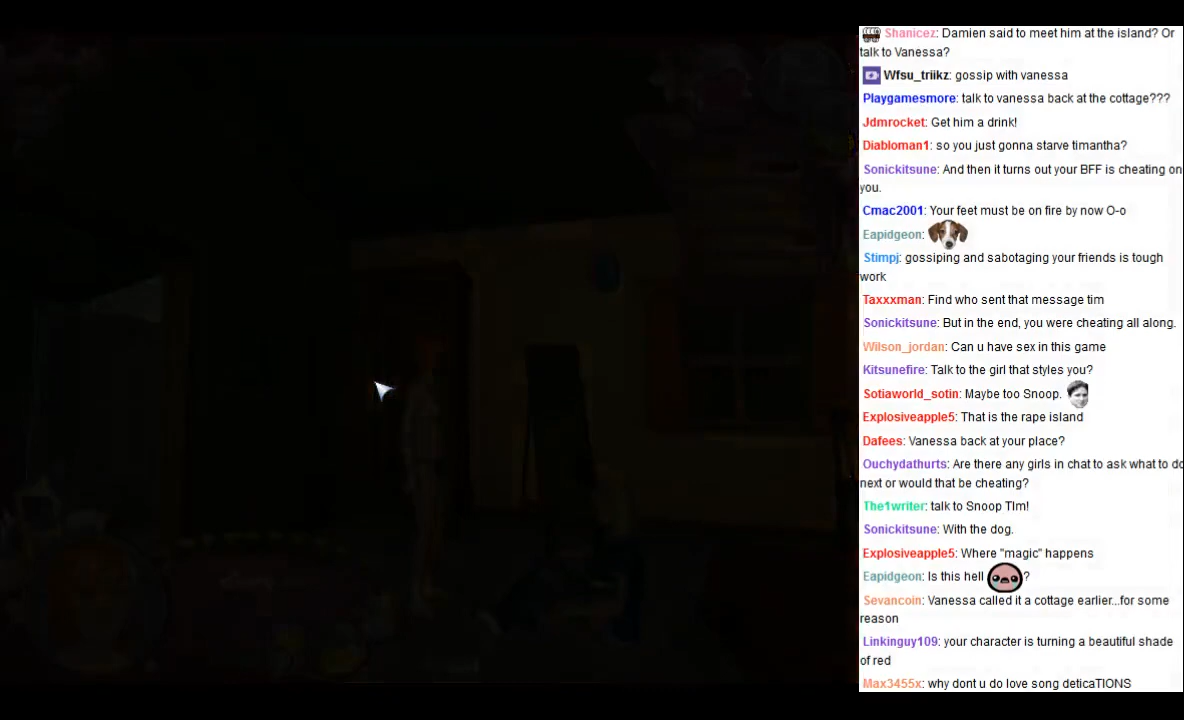 Shanicez: Damien said to meet him at the island? Or
talk to Vanessa?
Wfsu_triikz: gossip with vanessa
Playgamesmore: talk to vanessa back at the cottage???
Jdmrocket: Get him a drink!
Diabloman1: so you just gonna starve timantha?
Sonickitsune: And then it turns out your BFF is cheating on
you.
Cmac2001: Your feet must be on fire by now O-o
Eapidgeon:
Stimpj: gossiping and sabotaging your friends is tough
work
Taxxxman: Find who sent that message tim
Sonickitsune: But in the end, you were cheating all along.
Wilson_jordan: Can u have sex in this game
Kitsunefire: Talk to the girl that styles you?
Sotiaworld_sotin: Maybe too Snoop.
Explosiveapple5: That is the rape island
Dafees: Vanessa back at your place?
Ouchydathurts: Are there any girls in chat to ask what to do
next or would that be cheating?
The1writer: talk to Snoop TIm!
Sonickitsune: With the dog.
Explosiveapple5: Where "magic" happens
Eapidgeon: Is this hell ?
Sevancoin: Vanessa called it a cottage earlier...for some
reason
Linkinguy109: your character is turning a beautiful shade
of red
Max3455x: why dont u do love song deticaTIONS